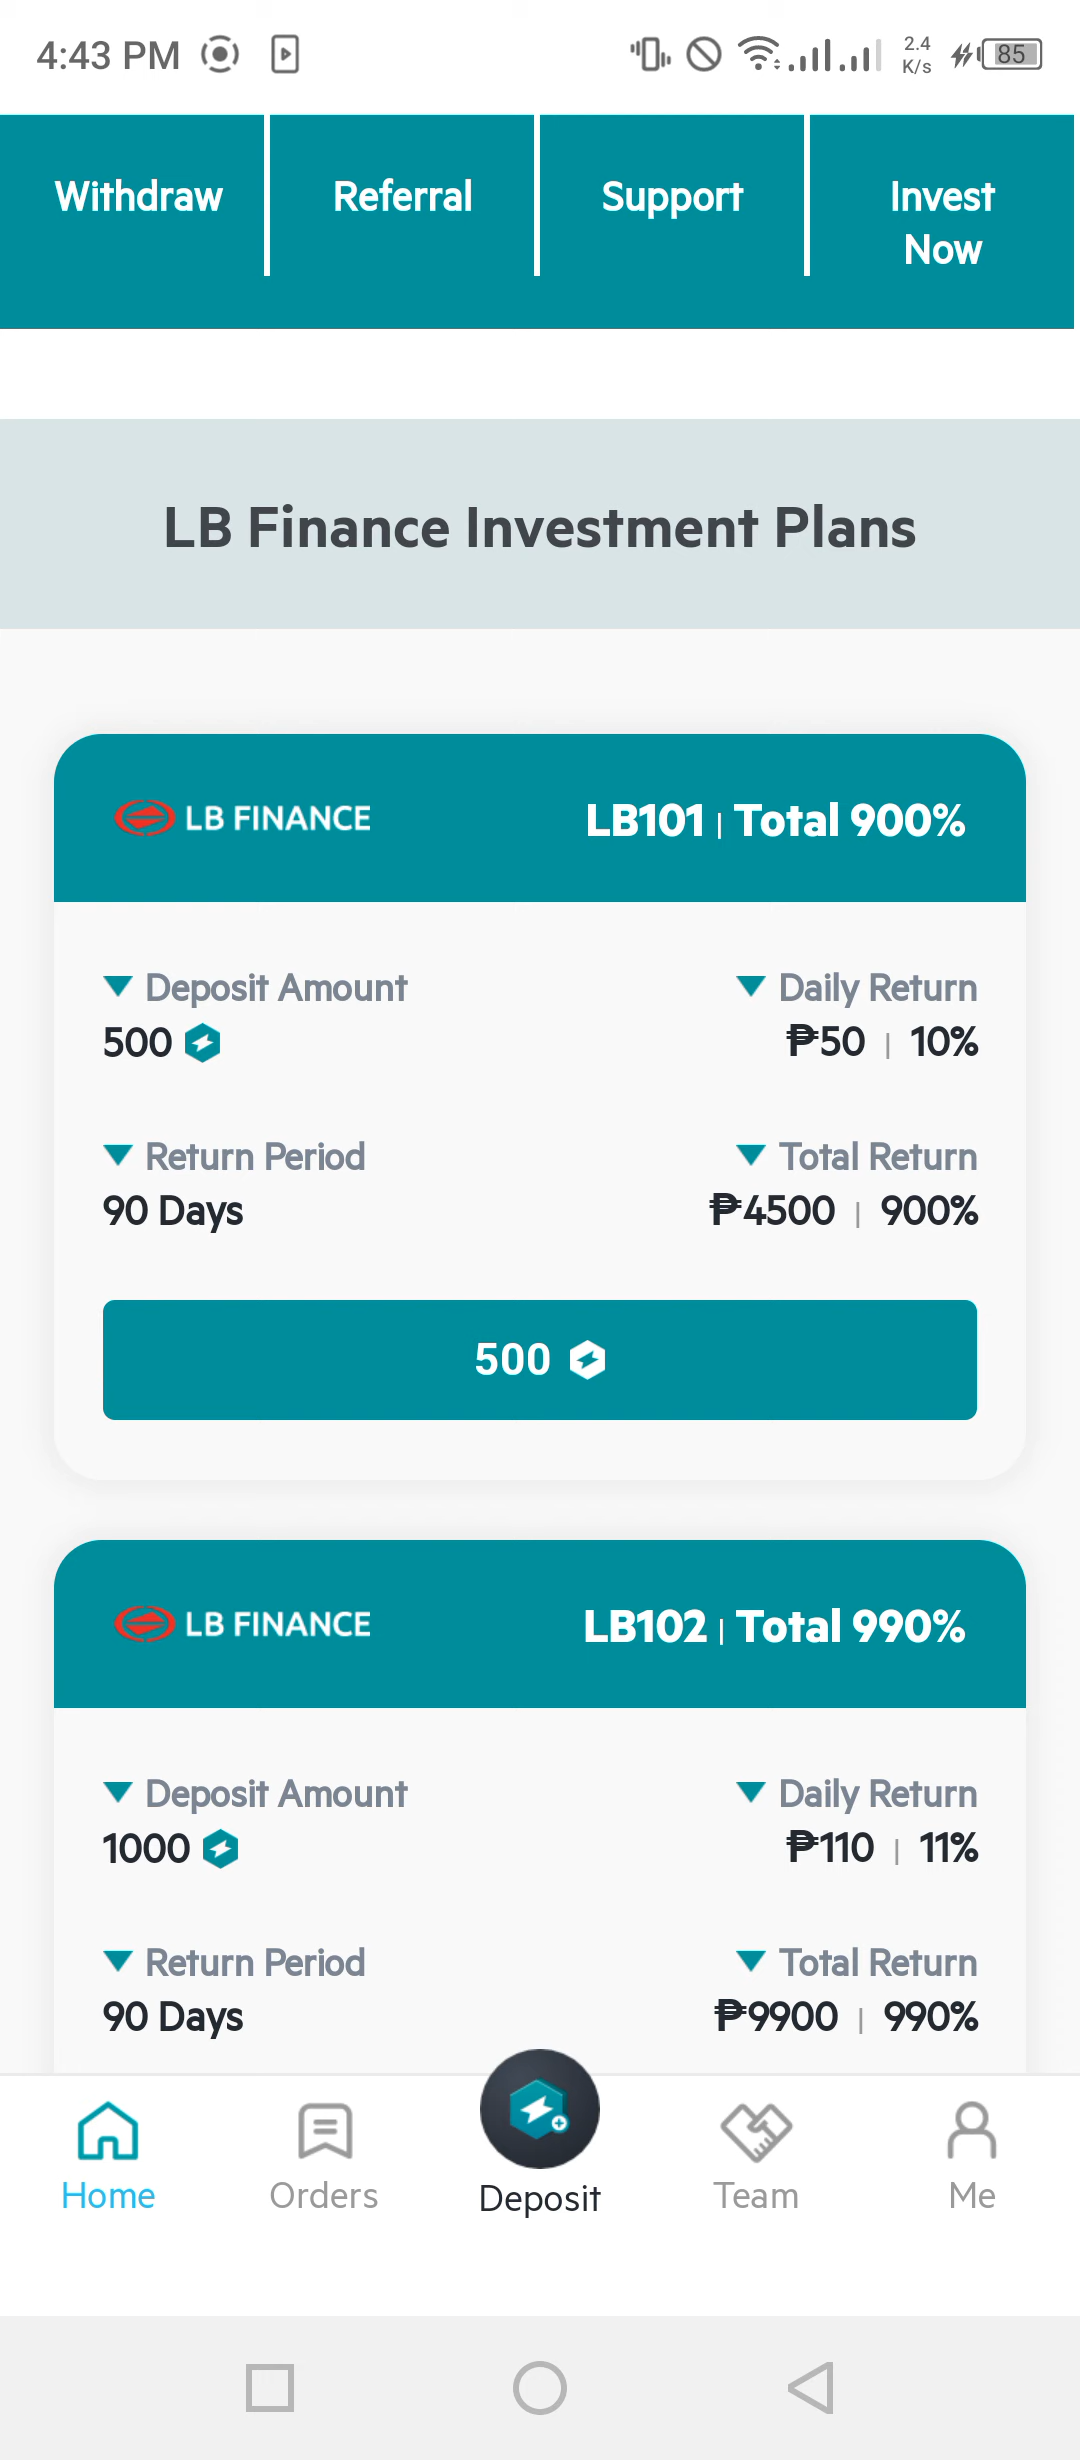 4:43 PM
2.4
K/s
85
Withdraw
Referral
Support
Invest
Now
LB Finance Investment Plans
LB FINANCE
LB101 | Total 900%
Deposit Amount
Daily Return
500
₱50 | 10%
Return Period
Total Return
90 Days
₱4500 | 900%
500
LB FINANCE
LB102 | Total 990%
Deposit Amount
Daily Return
1000
₱110 | 11%
Return Period
Total Return
90 Days
₱9900 | 990%
Home
Orders
Deposit
Team
Me